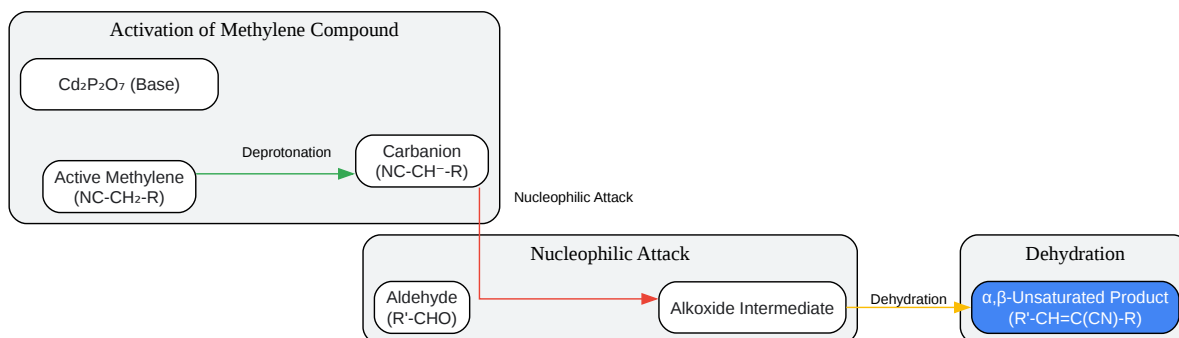 Activation of Methylene Compound
Cd₂P₂O₇ (Base)
Deprotonation
Active Methylene
(NC-CH₂-R)
Carbanion
(NC-CH⁻-R)
Nucleophilic Attack
Nucleophilic Attack
Aldehyde
(R'-CHO)
Alkoxide Intermediate
Dehydration
Dehydration
α,β-Unsaturated Product
(R'-CH=C(CN)-R)